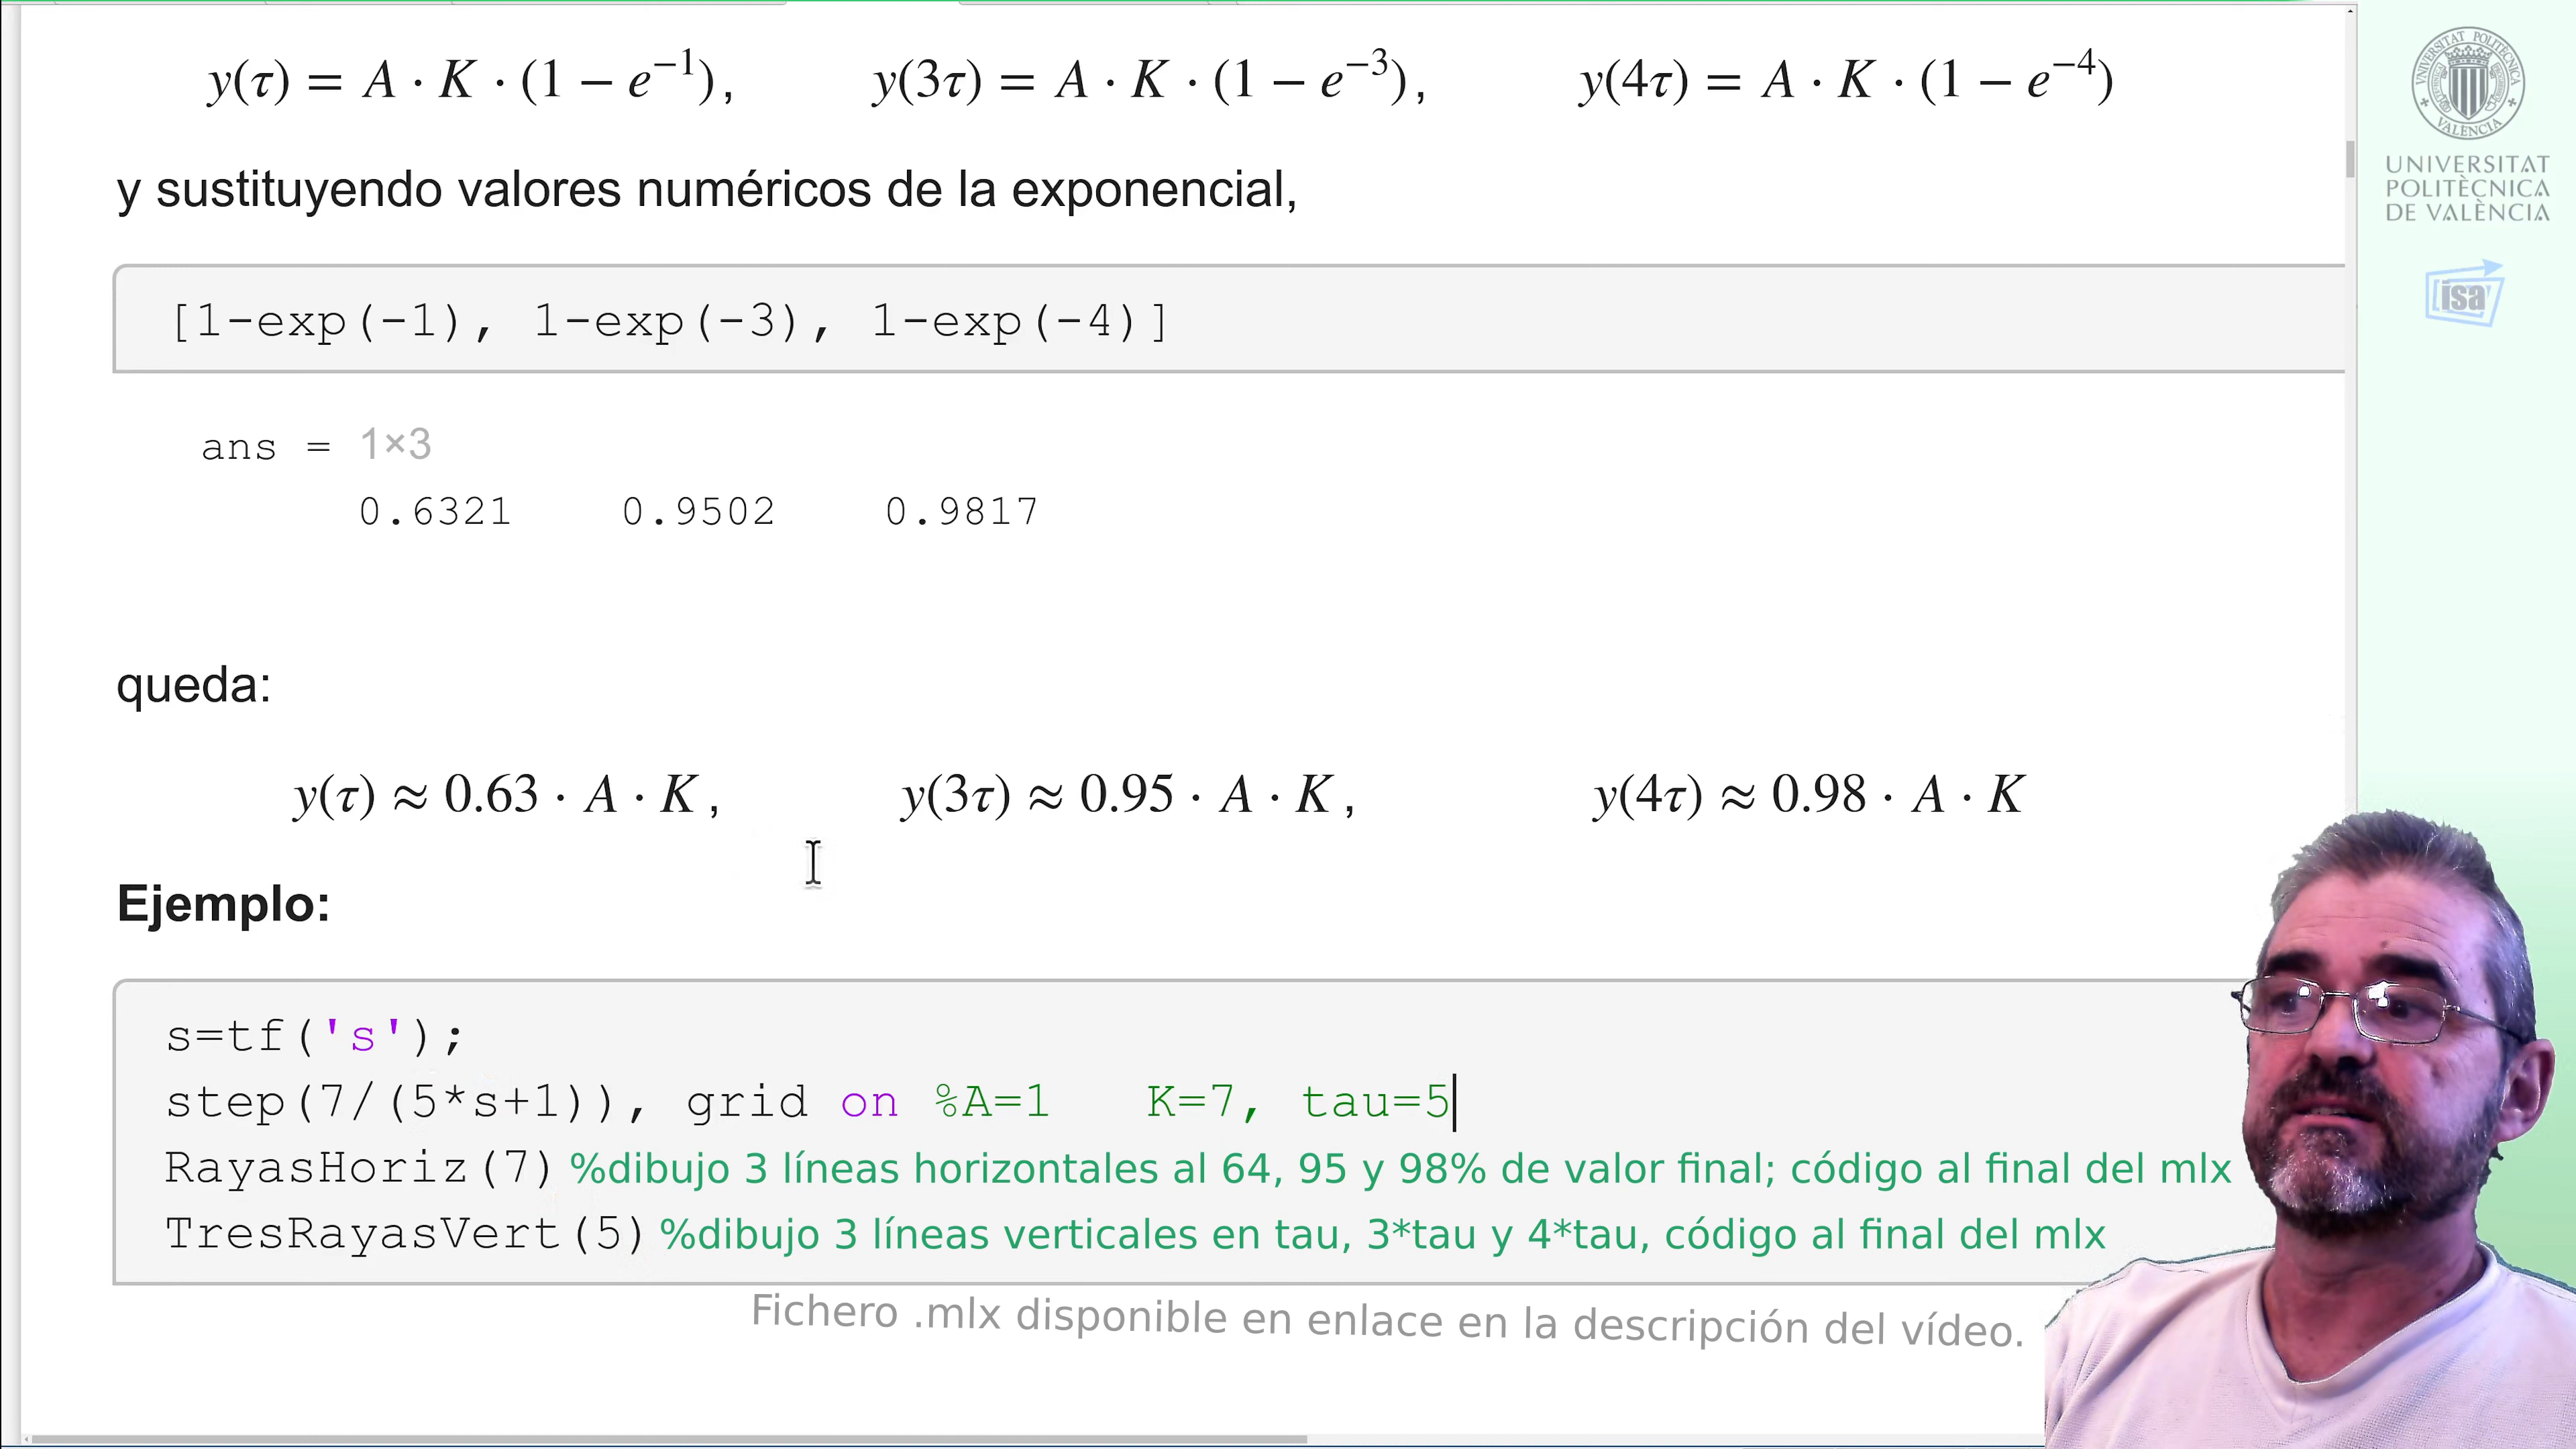 y(τ) = A · K · (1 − e⁻¹), y(3τ) = A · K · (1 − e⁻³), y(4τ) = A · K · (1 − e⁻⁴)
y sustituyendo valores numéricos de la exponencial,
[1-exp(-1), 1-exp(-3), 1-exp(-4)]
ans = 1×3
0.6321 0.9502 0.9817
queda:
y(τ) ≈ 0.63 · A · K, y(3τ) ≈ 0.95 · A · K, y(4τ) ≈ 0.98 · A · K
Ejemplo:
s=tf('s');
step(7/(5*s+1)), grid on %A=1 K=7, tau=5
RayasHoriz(7) %dibujo 3 líneas horizontales al 64, 95 y 98% de valor final; código al final del mlx
TresRayasVert(5) %dibujo 3 líneas verticales en tau, 3*tau y 4*tau, código al final del mlx
Fichero .mlx disponible en enlace en la descripción del vídeo.
UNIVERSITAT POLITÈCNICA
VALÈNCIA
UNIVERSITAT
POLITÈCNICA
DE VALÈNCIA
isa